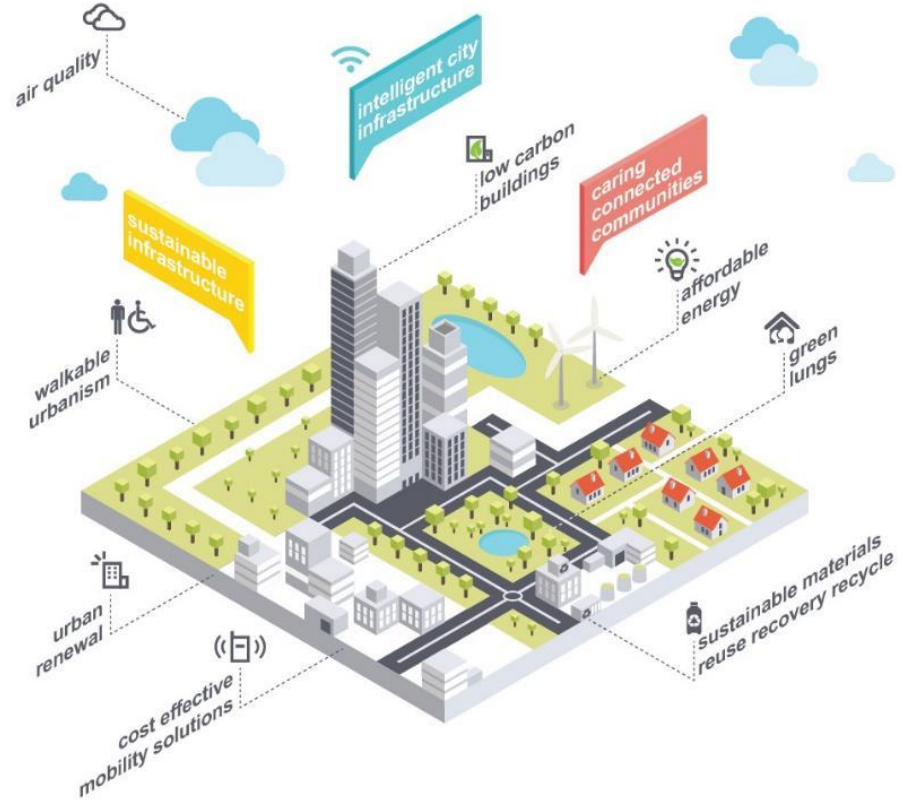 air quality
intelligent city
infrastructure
low carbon
buildings
caring
connected
communities
sustainable
infrastructure
affordable
energy
walkable
urbanism
green
lungs
urban
renewal
cost effective
mobility solutions
sustainable materials
reuse recovery recycle